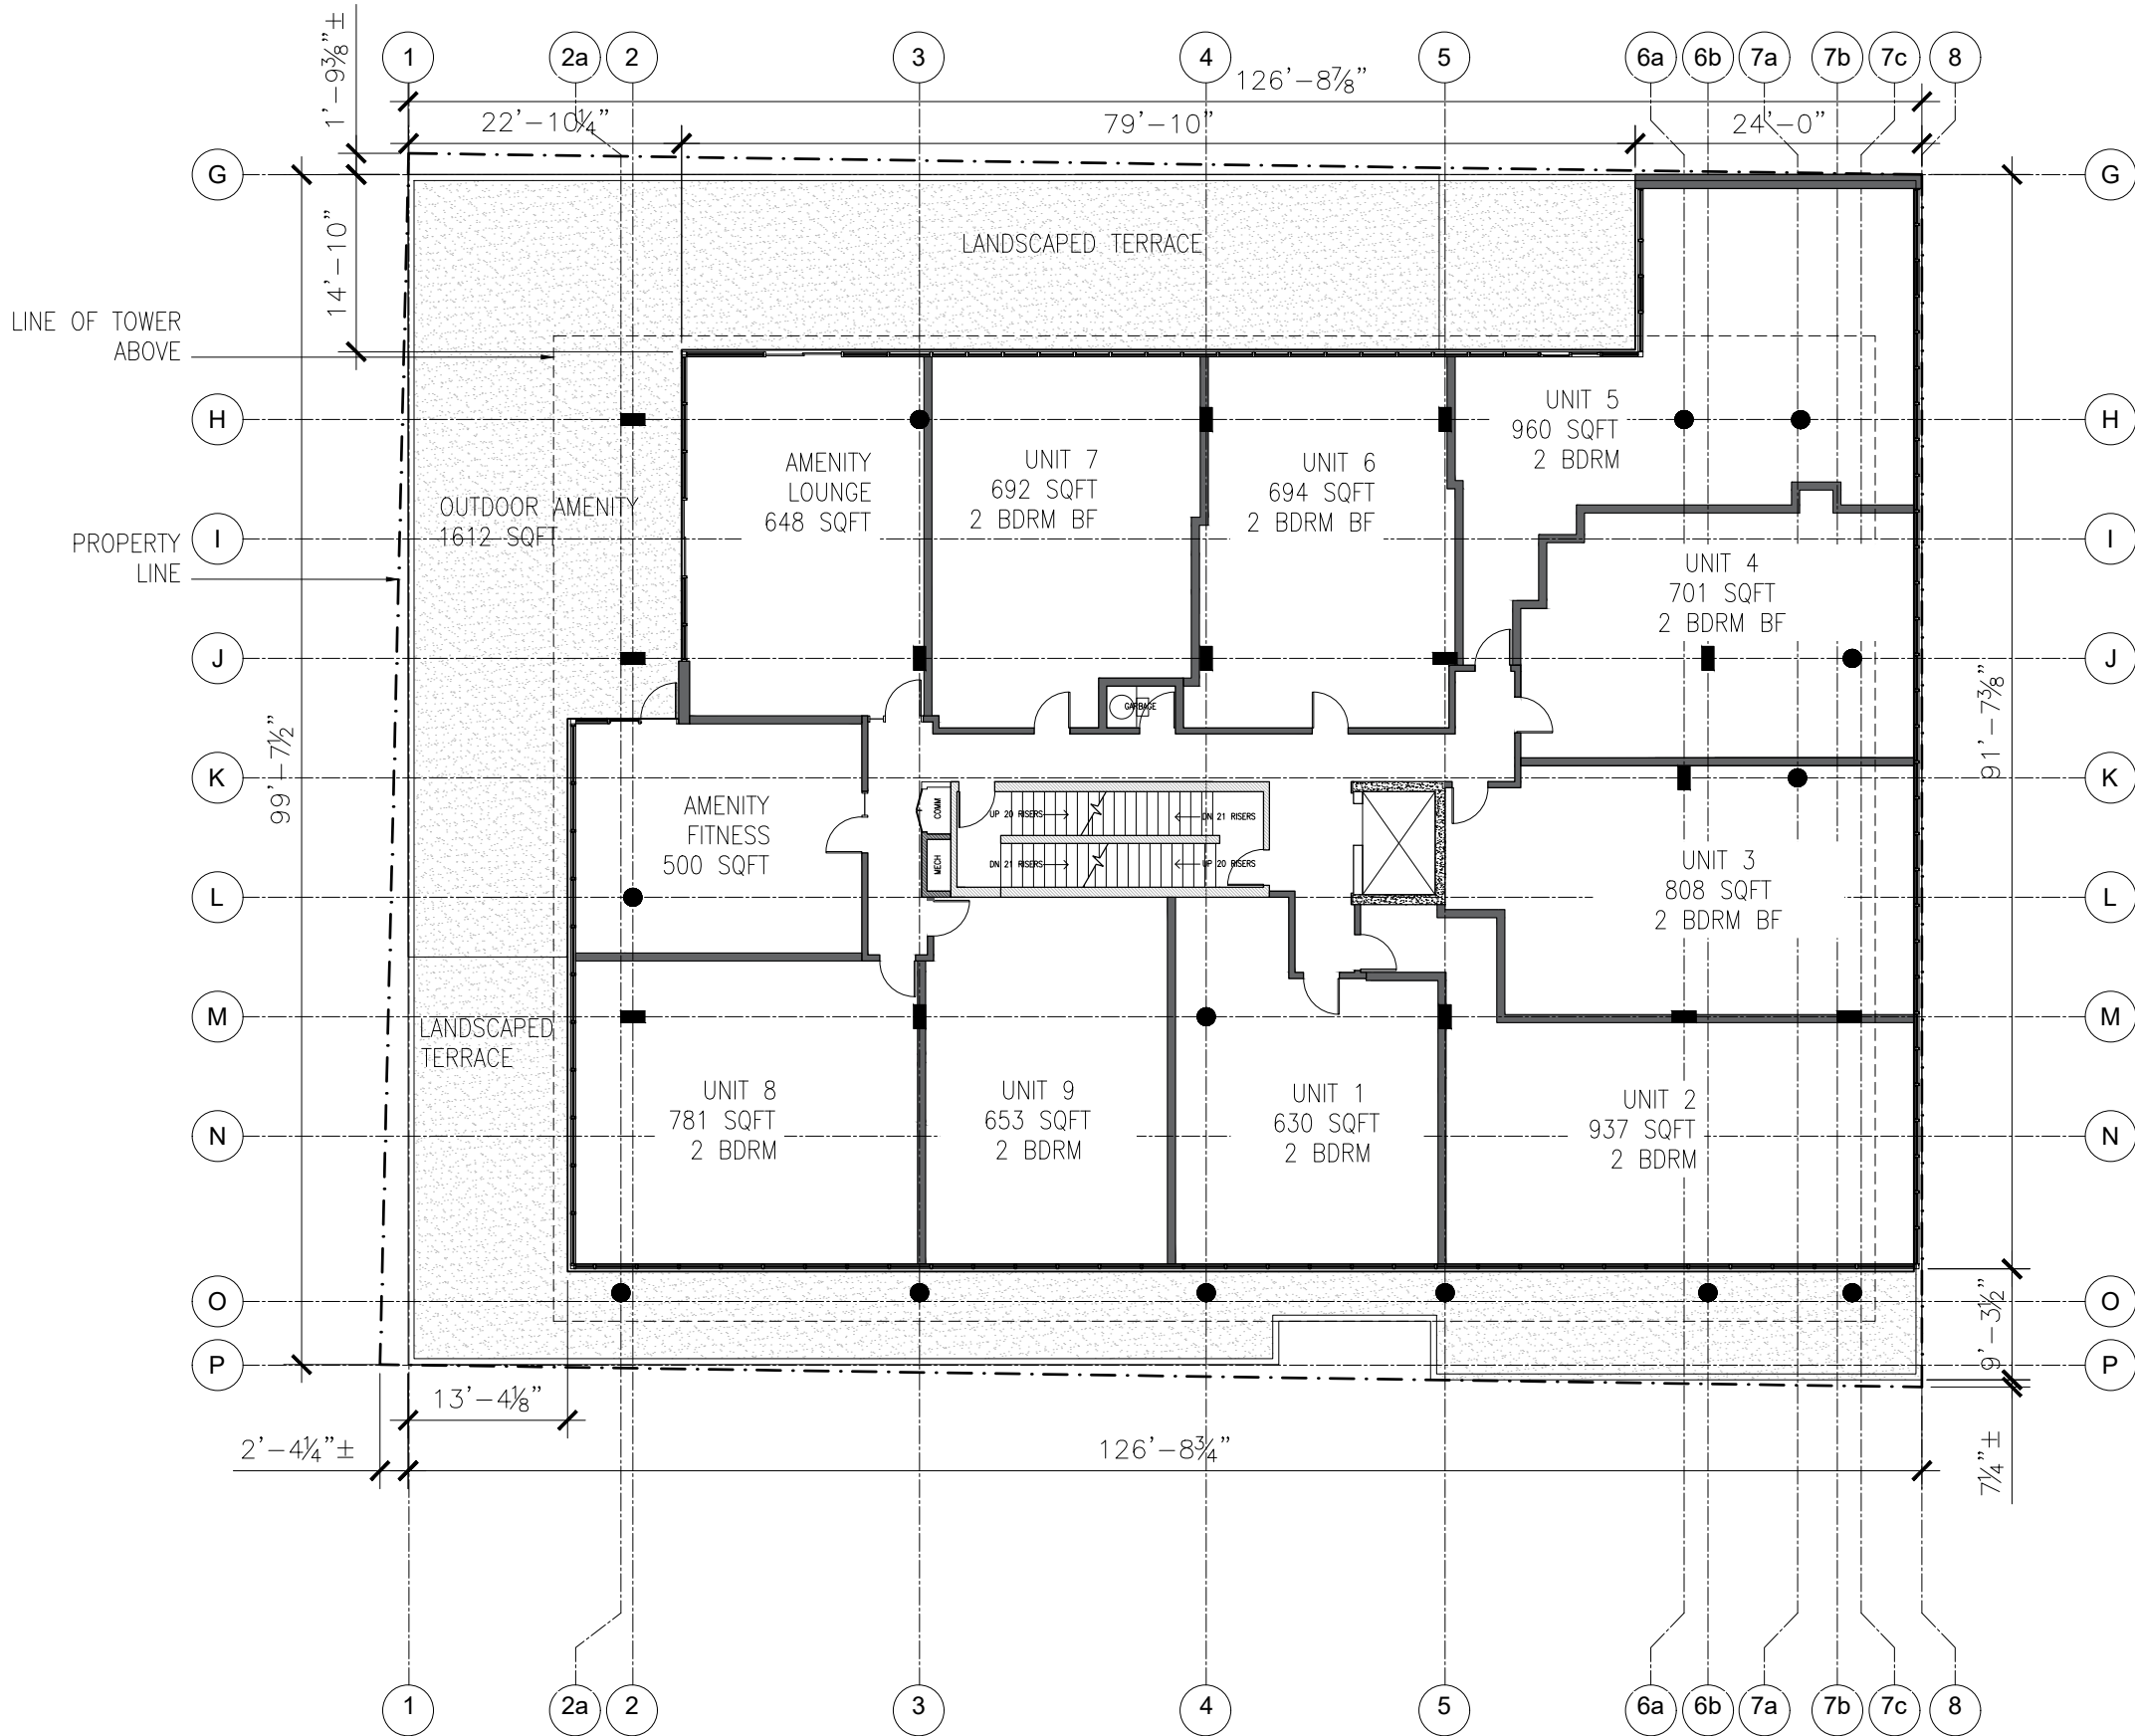 1
2a
2
3
4
5
6a
6b
7a
7b
7c
8
1'-9⅜"±
126'-8⅞"
22'-10¼"
79'-10"
24'-0"
G
G
14'-10"
LANDSCAPED TERRACE
LINE OF TOWER
ABOVE
H
H
UNIT 5
960 SQFT
2 BDRM
AMENITY
LOUNGE
648 SQFT
UNIT 7
692 SQFT
2 BDRM BF
UNIT 6
694 SQFT
2 BDRM BF
OUTDOOR AMENITY
1612 SQFT
PROPERTY
LINE
I
I
UNIT 4
701 SQFT
2 BDRM BF
J
J
GARBAGE
99'-7½"
91'-7⅜"
K
K
AMENITY
FITNESS
500 SQFT
COMM
MECH
UP 20 RISERS
DN 21 RISERS
DN 21 RISERS
UP 20 RISERS
UNIT 3
808 SQFT
2 BDRM BF
L
L
M
M
LANDSCAPED
TERRACE
UNIT 8
781 SQFT
2 BDRM
UNIT 9
653 SQFT
2 BDRM
UNIT 1
630 SQFT
2 BDRM
UNIT 2
937 SQFT
2 BDRM
N
N
O
O
9'-3½"
P
P
13'-4⅛"
2'-4¼"±
126'-8¾"
7¼"±
1
2a
2
3
4
5
6a
6b
7a
7b
7c
8